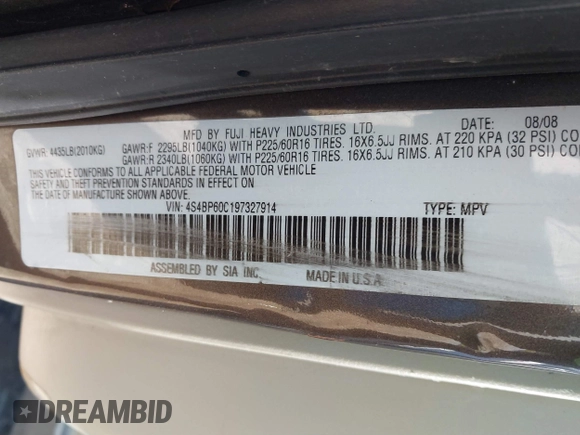 MFD. BY FUJI HEAVY INDUSTRIES LTD. DATE: 08/08
GVWR: 4435LB(2010KG) GAWR:F 2295LB(1040KG) WITH P225/60R16 TIRES. 16X6.5JJ RIMS. AT 220 KPA (32 PSI) CO
GAWR:R 2340LB(1060KG) WITH P225/60R16 TIRES. 16X6.5JJ RIMS. AT 210 KPA (30 PSI) CO
THIS VEHICLE CONFORMS TO ALL APPLICABLE FEDERAL MOTOR VEHICLE
SAFETY AND THEFT PREVENTION STANDARDS IN EFFECT ON THE
DATE OF MANUFACTURE SHOWN ABOVE.
VIN: 4S4BP60C197327914 TYPE: MPV
ASSEMBLED BY SIA INC. MADE IN U.S.A
DREAMBID